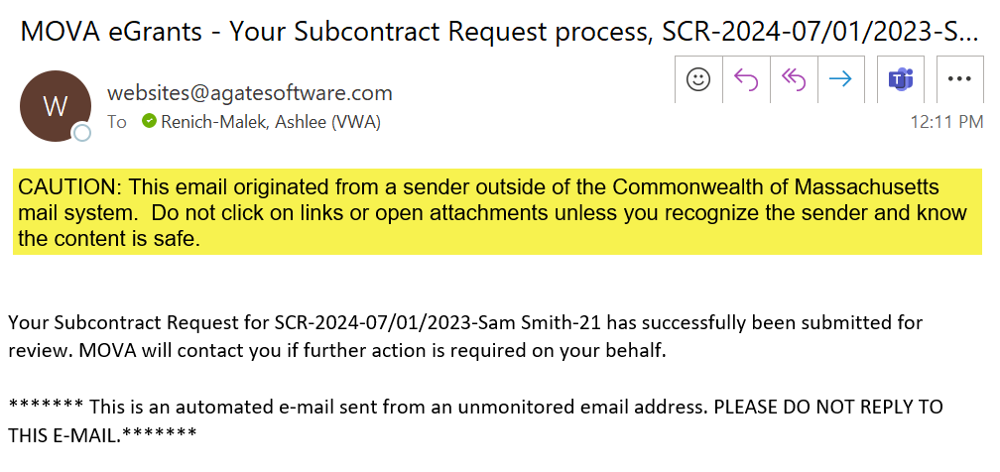 MOVA eGrants - Your Subcontract Request process, SCR-2024-07/01/2023-S...
W
websites@agatesoftware.com
To Renich-Malek, Ashlee (VWA)
T
12:11 PM
CAUTION: This email originated from a sender outside of the Commonwealth of Massachusetts
mail system.  Do not click on links or open attachments unless you recognize the sender and know
the content is safe.
Your Subcontract Request for SCR-2024-07/01/2023-Sam Smith-21 has successfully been submitted for
review. MOVA will contact you if further action is required on your behalf.
******* This is an automated e-mail sent from an unmonitored email address. PLEASE DO NOT REPLY TO
THIS E-MAIL.*******